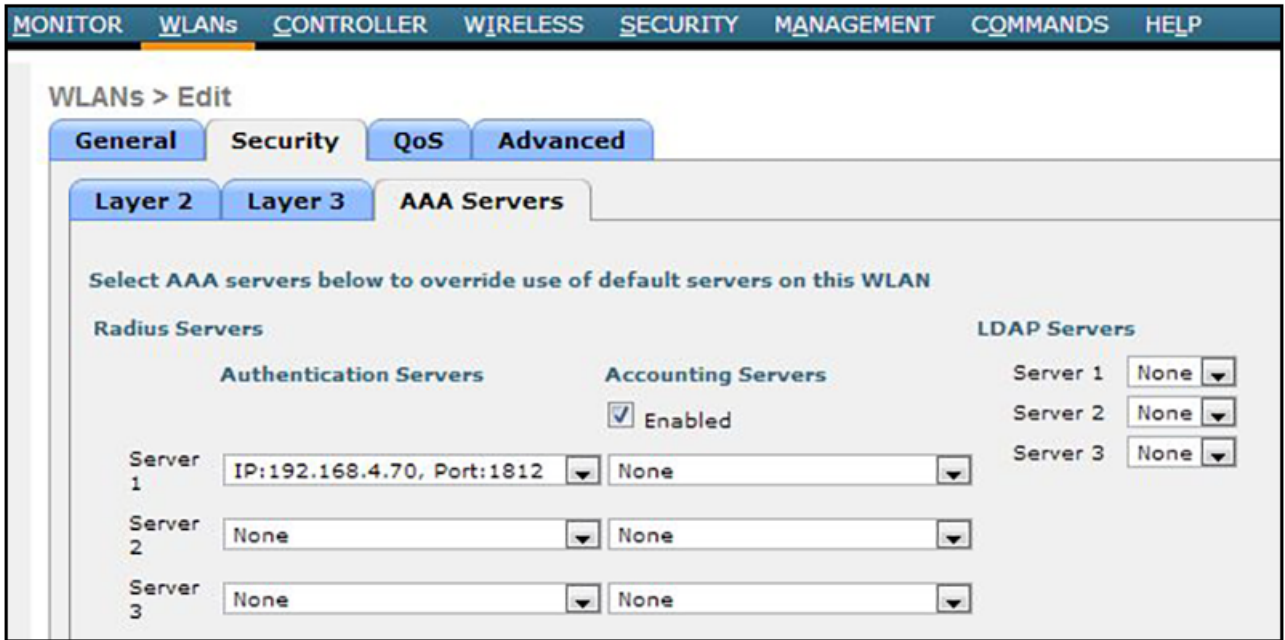 MONITOR WLANs CONTROLLER WIRELESS SECURITY MANAGEMENT COMMANDS HELP
WLANs > Edit
General Security QoS Advanced
Layer 2 Layer 3 AAA Servers
Select AAA servers below to override use of default servers on this WLAN
Radius Servers LDAP Servers
Authentication Servers Accounting Servers Server 1 None
Enabled Server 2 None
Server 1 IP:192.168.4.70, Port:1812 None Server 3 None
Server 2 None None
Server 3 None None